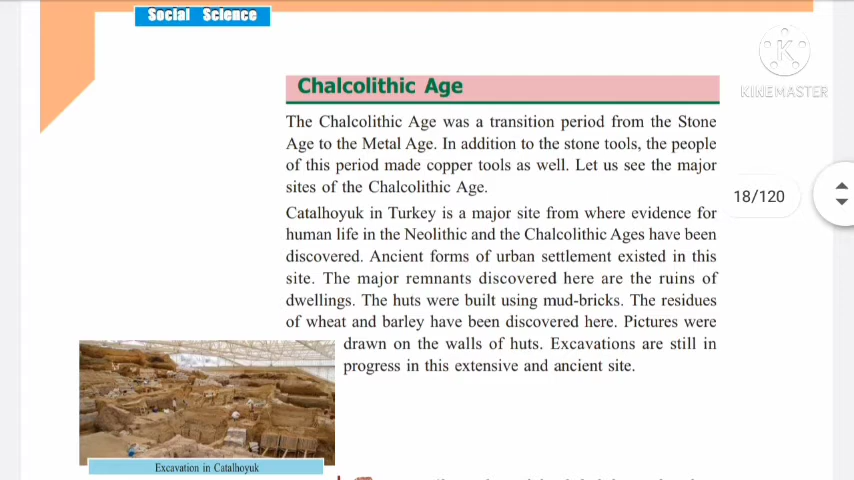 Social Science
KINEMASTER
Chalcolithic Age
The Chalcolithic Age was a transition period from the Stone
Age to the Metal Age. In addition to the stone tools, the people
of this period made copper tools as well. Let us see the major
sites of the Chalcolithic Age.
18/120
Catalhoyuk in Turkey is a major site from where evidence for
human life in the Neolithic and the Chalcolithic Ages have been
discovered. Ancient forms of urban settlement existed in this
site. The major remnants discovered here are the ruins of
dwellings. The huts were built using mud-bricks. The residues
of wheat and barley have been discovered here. Pictures were
drawn on the walls of huts. Excavations are still in
progress in this extensive and ancient site.
Excavation in Catalhoyuk